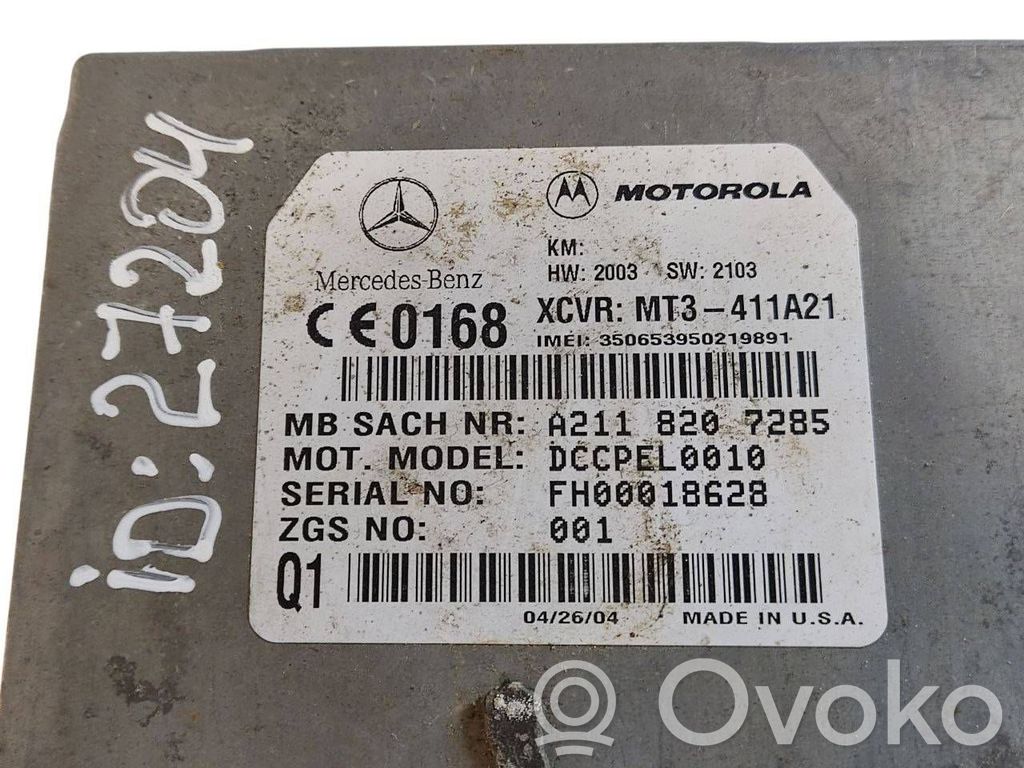 iD:27204
MOTOROLA
Mercedes-Benz
KM:
HW: 2003 SW: 2103
CE 0168
XCVR: MT3-411A21
IMEI: 350653950219891
MB SACH NR: A211 820 7285
MOT. MODEL: DCCPEL0010
SERIAL NO: FH00018628
ZGS NO: 001
Q1
04/26/04 MADE IN U.S.A.
Ovoko